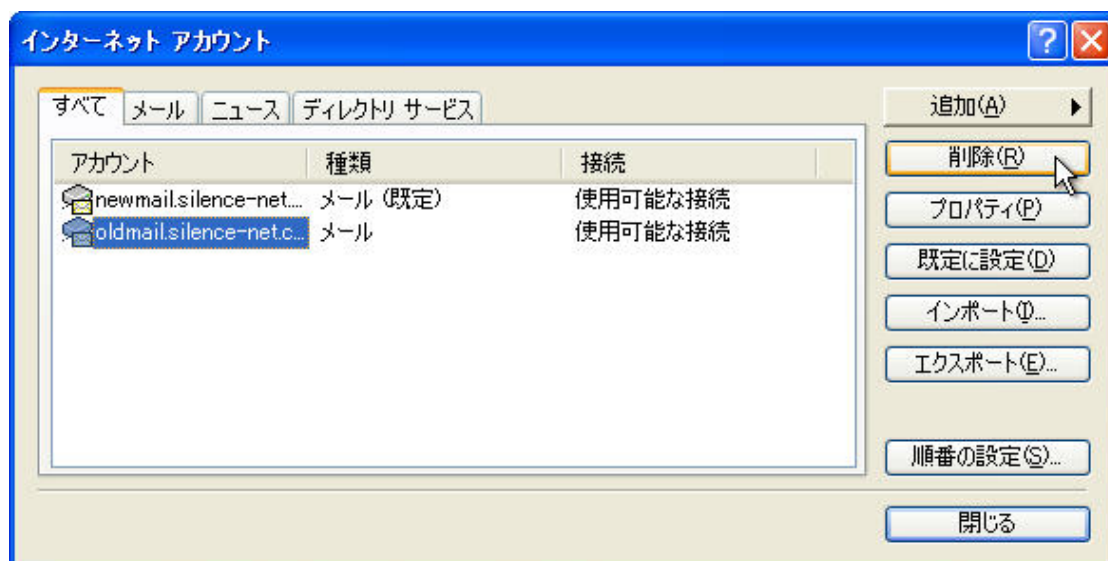 インターネット アカウント
すべて メール ニュース ディレクトリ サービス
アカウント 種類 接続
newmail.silence-net.... メール (既定) 使用可能な接続
oldmail.silence-net.c... メール 使用可能な接続
追加(A)
削除(R)
プロパティ(P)
既定に設定(D)
インポート(I)...
エクスポート(E)...
順番の設定(S)...
閉じる